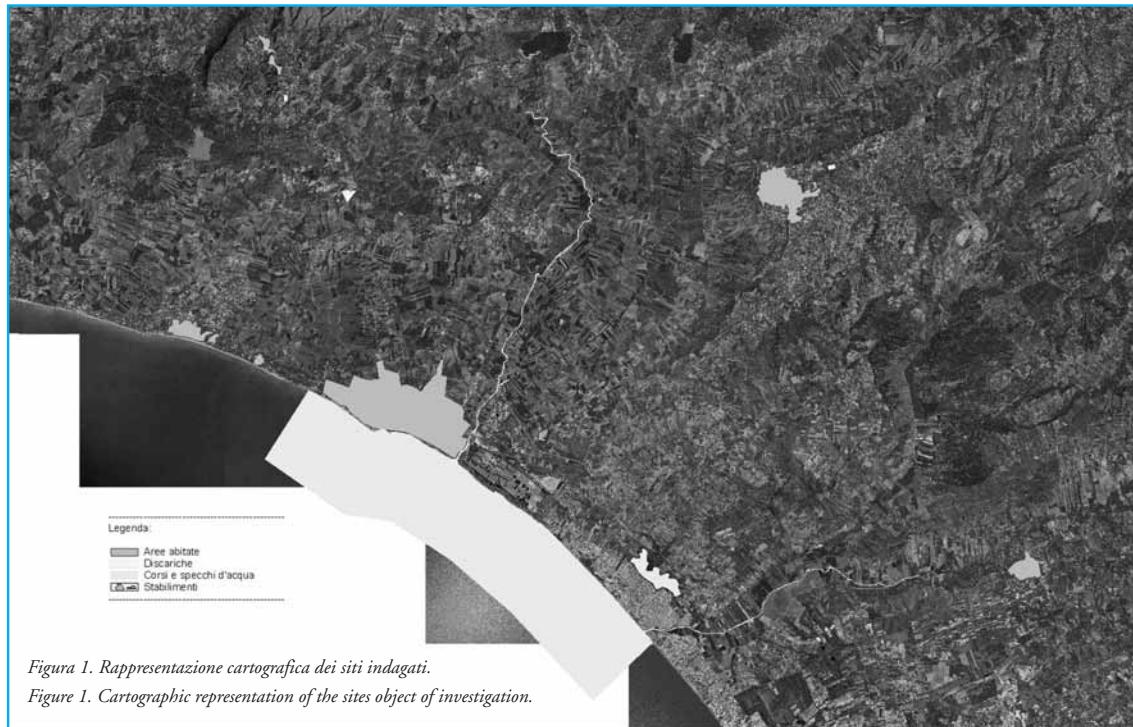 Legenda:
Aree abitate
Discariche
Corsi e specchi d'acqua
Stabilimenti
Figura 1. Rappresentazione cartografica dei siti indagati.
Figure 1. Cartographic representation of the sites object of investigation.